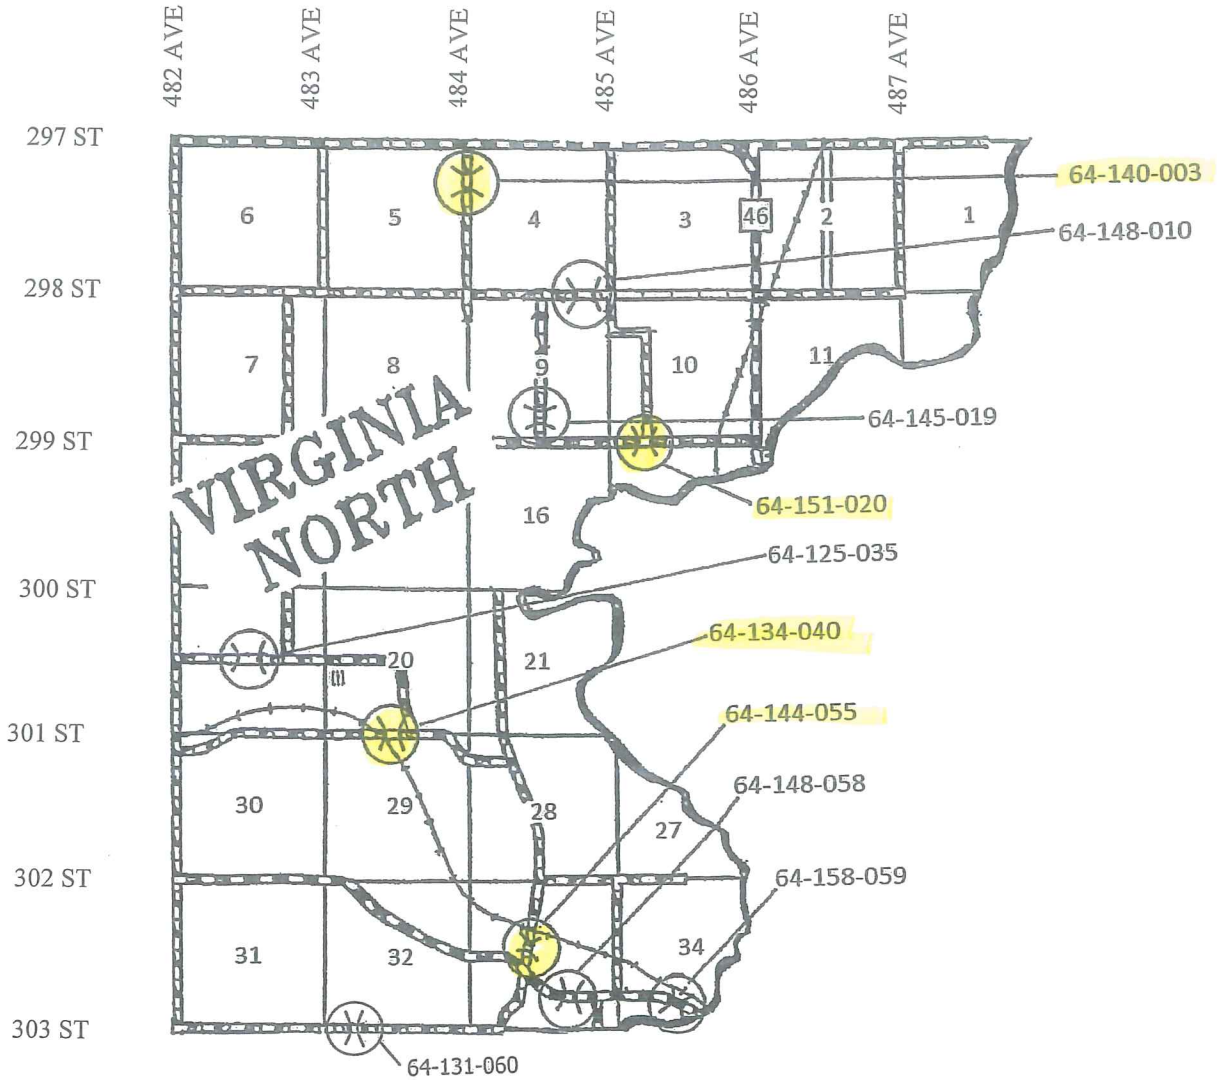 482 AVE
483 AVE
484 AVE
485 AVE
486 AVE
487 AVE
297 ST
64-140-003
6
5
4
3
46
2
1
64-148-010
298 ST
7
8
9
10
11
64-145-019
299 ST
VIRGINIA
NORTH
64-151-020
16
64-125-035
300 ST
64-134-040
20
21
64-144-055
301 ST
64-148-058
30
29
28
27
302 ST
64-158-059
31
32
34
303 ST
64-131-060